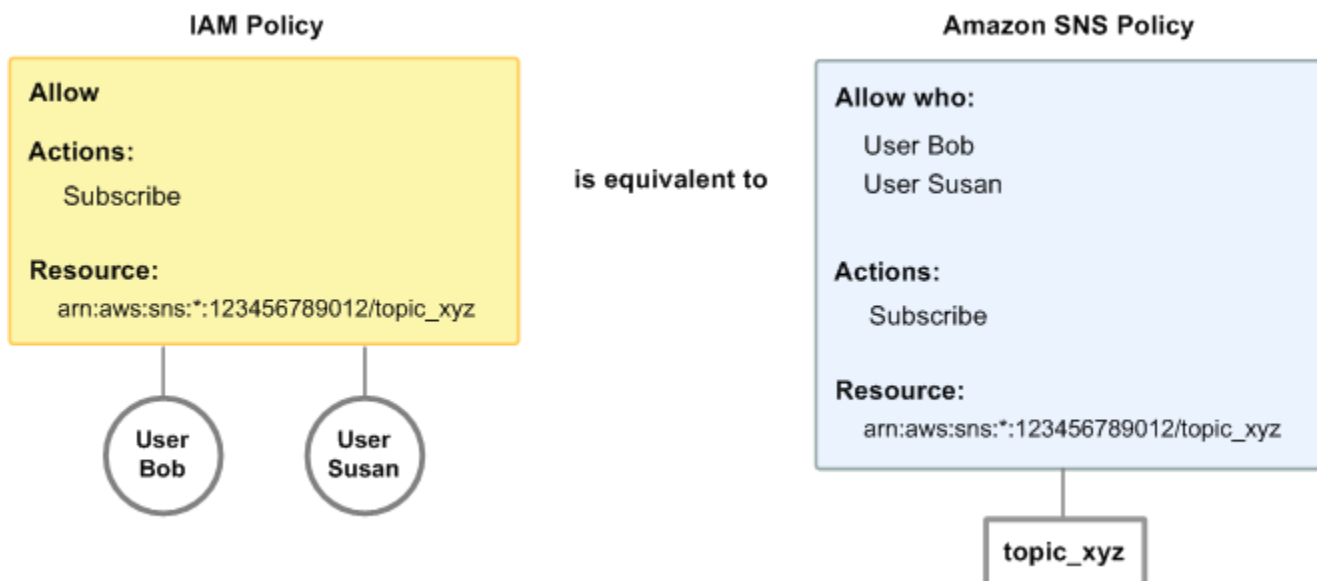 IAM Policy
Allow
Actions:
Subscribe
Resource:
arn:aws:sns:*:123456789012/topic_xyz
User
Bob
User
Susan
is equivalent to
Amazon SNS Policy
Allow who:
User Bob
User Susan
Actions:
Subscribe
Resource:
arn:aws:sns:*:123456789012/topic_xyz
topic_xyz